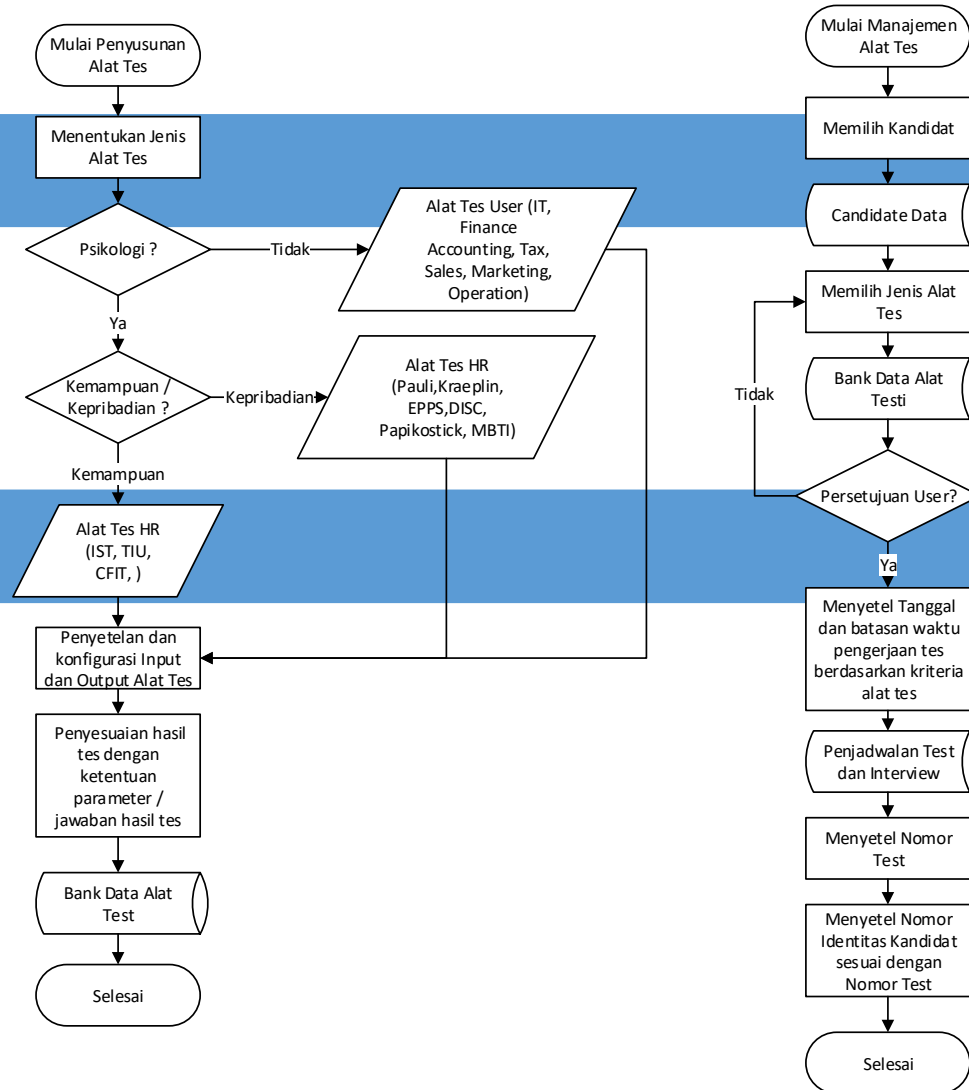 Mulai Penyusunan
Alat Tes
Menentukan Jenis
Alat Tes
Psikologi ?
Tidak
Alat Tes User (IT,
Finance
Accounting, Tax,
Sales, Marketing,
Operation)
Ya
Kemampuan /
Kepribadian ?
Kepribadian
Alat Tes HR
(Pauli,Kraeplin,
EPPS,DISC,
Papikostick, MBTI)
Kemampuan
Alat Tes HR
(IST, TIU,
CFIT, )
Penyetelan dan
konfigurasi Input
dan Output Alat Tes
Penyesuaian hasil
tes dengan
ketentuan
parameter /
jawaban hasil tes
Bank Data Alat
Test
Selesai
Mulai Manajemen
Alat Tes
Memilih Kandidat
Candidate Data
Memilih Jenis Alat
Tes
Bank Data Alat
Testi
Tidak
Persetujuan User?
Ya
Menyetel Tanggal
dan batasan waktu
pengerjaan tes
berdasarkan kriteria
alat tes
Penjadwalan Test
dan Interview
Menyetel Nomor
Test
Menyetel Nomor
Identitas Kandidat
sesuai dengan
Nomor Test
Selesai